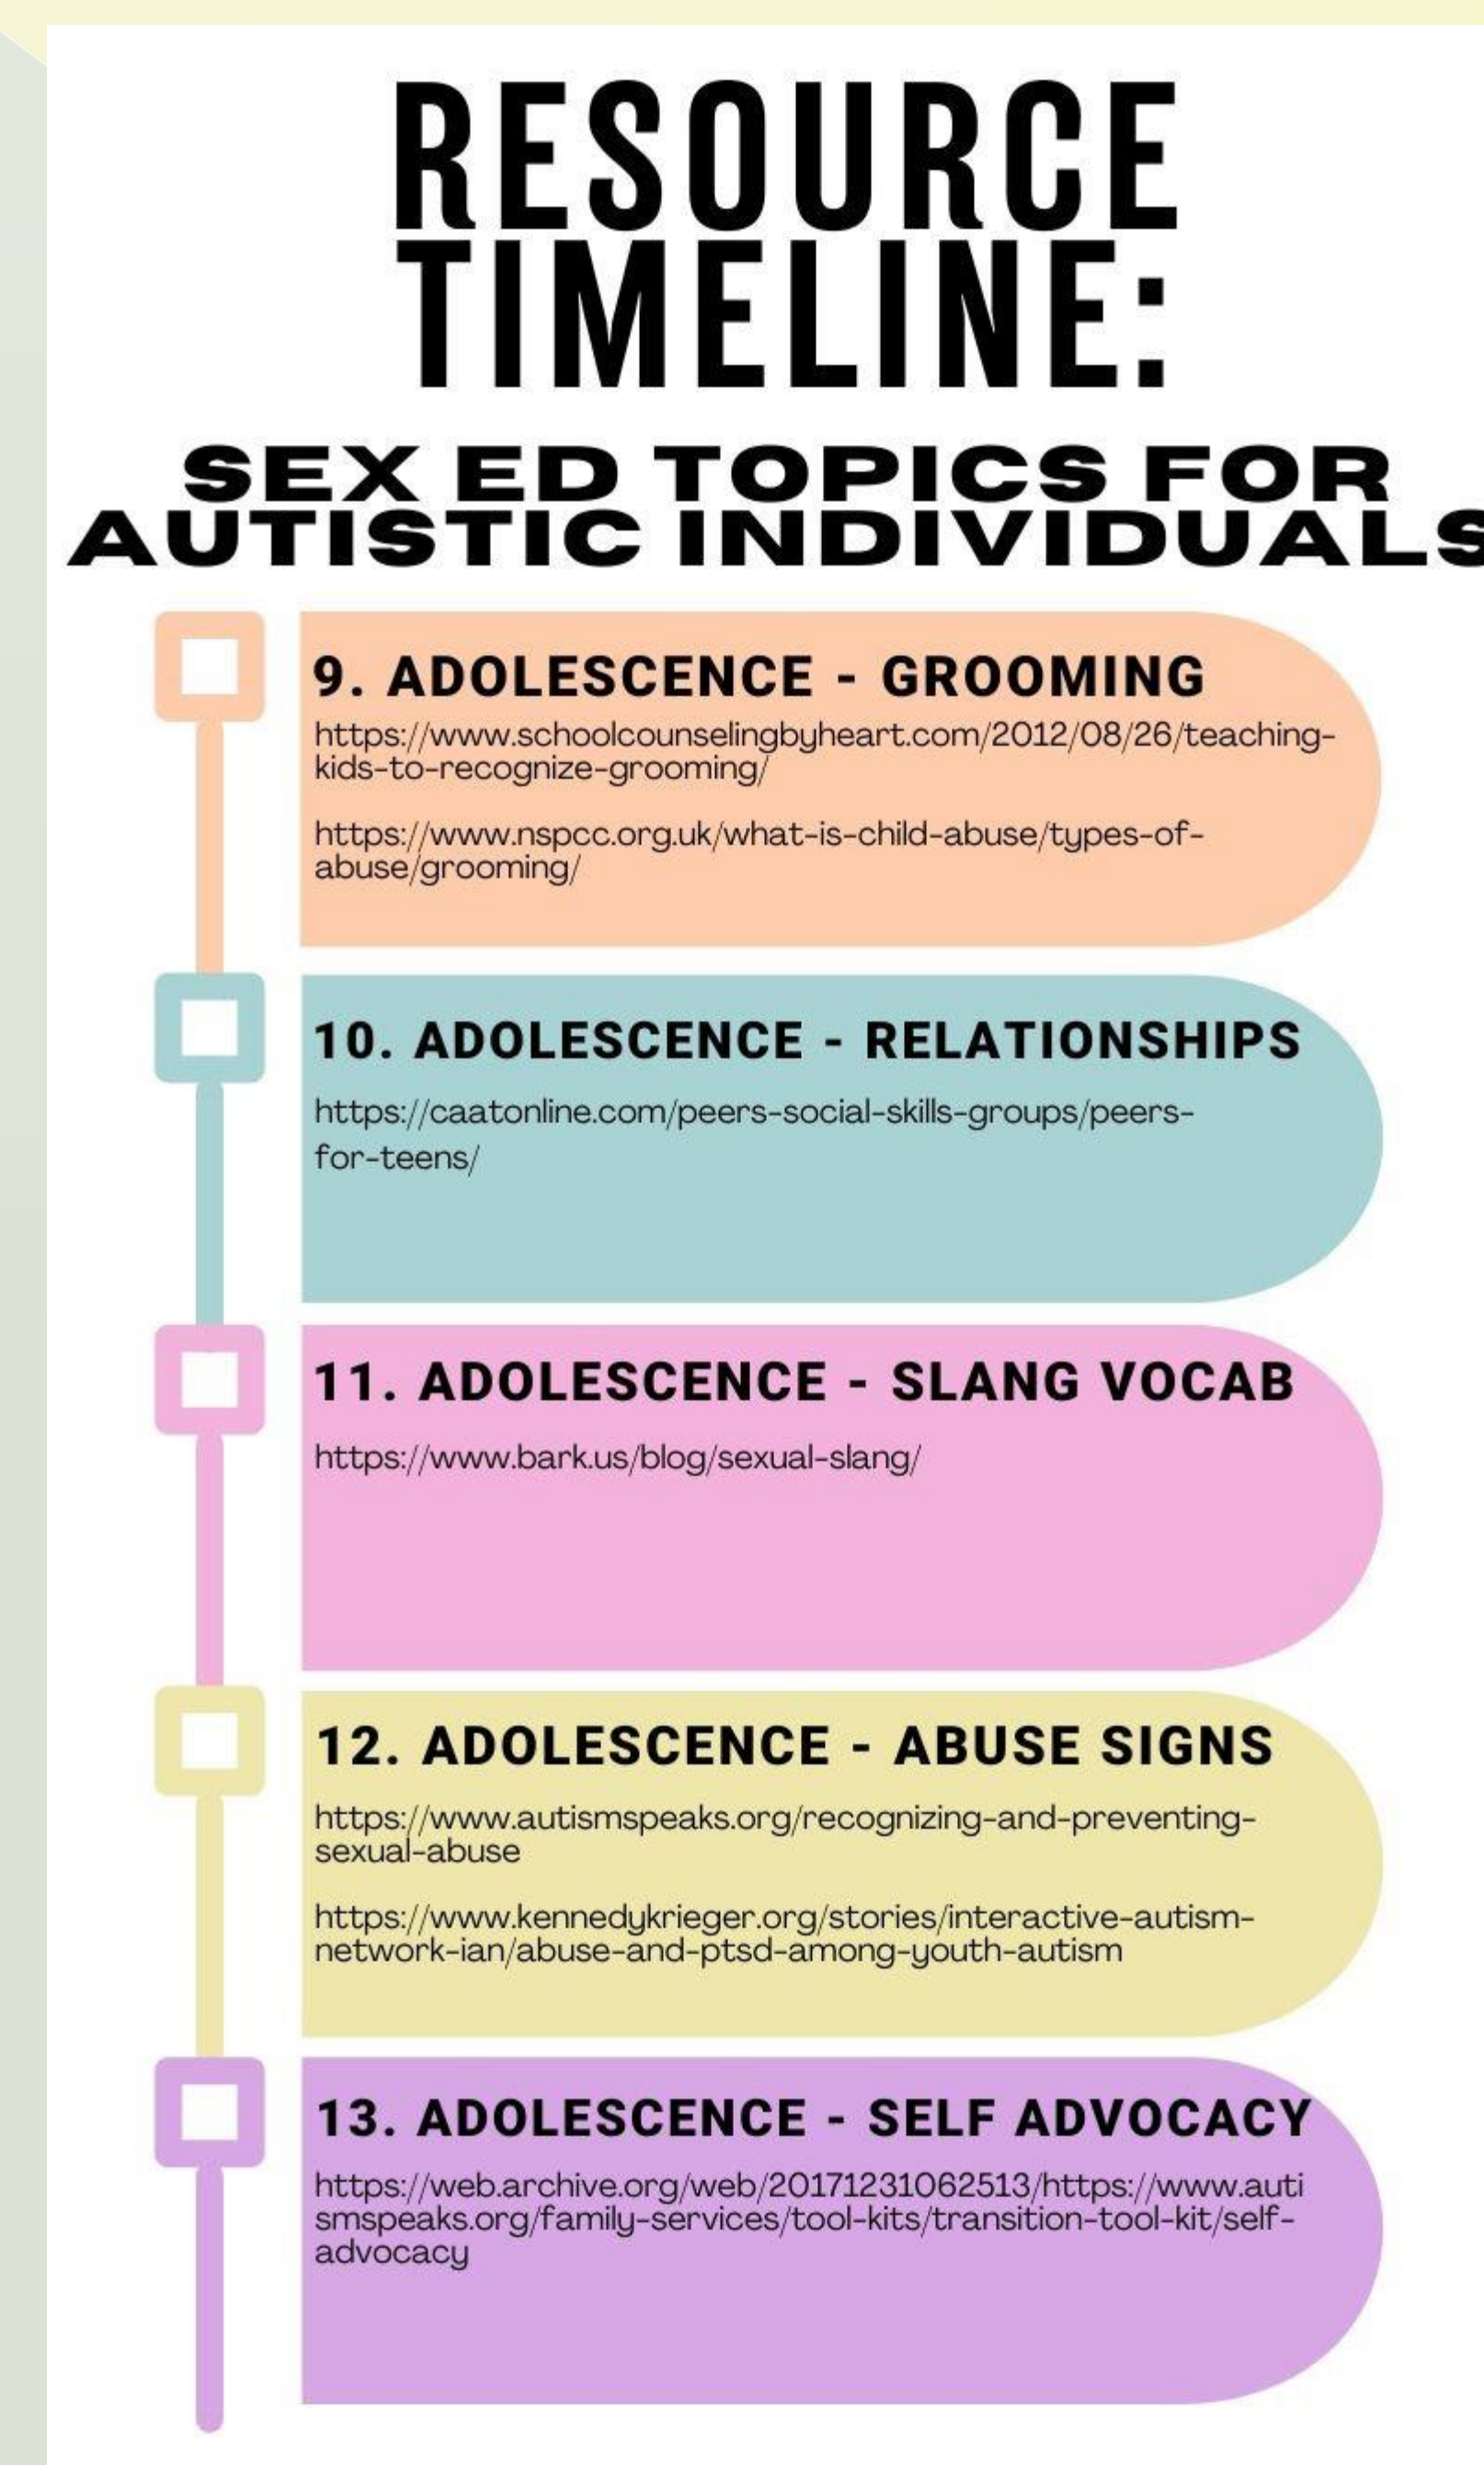 RESOURCE
TIMELINE:
SEX ED TOPICS FOR
AUTISTIC INDIVIDUALS
9. ADOLESCENCE - GROOMING
https://www.schoolcounselingbyheart.com/2012/08/26/teaching-
kids-to-recognize-grooming/
https://www.nspcc.org.uk/what-is-child-abuse/types-of-
abuse/grooming/
10. ADOLESCENCE - RELATIONSHIPS
https://caatonline.com/peers-social-skills-groups/peers-
for-teens/
11. ADOLESCENCE - SLANG VOCAB
https://www.bark.us/blog/sexual-slang/
12. ADOLESCENCE - ABUSE SIGNS
https://www.autismspeaks.org/recognizing-and-preventing-
sexual-abuse
https://www.kennedykrieger.org/stories/interactive-autism-
network-ian/abuse-and-ptsd-among-youth-autism
13. ADOLESCENCE - SELF ADVOCACY
https://web.archive.org/web/20171231062513/https://www.auti
smspeaks.org/family-services/tool-kits/transition-tool-kit/self-
advocacy